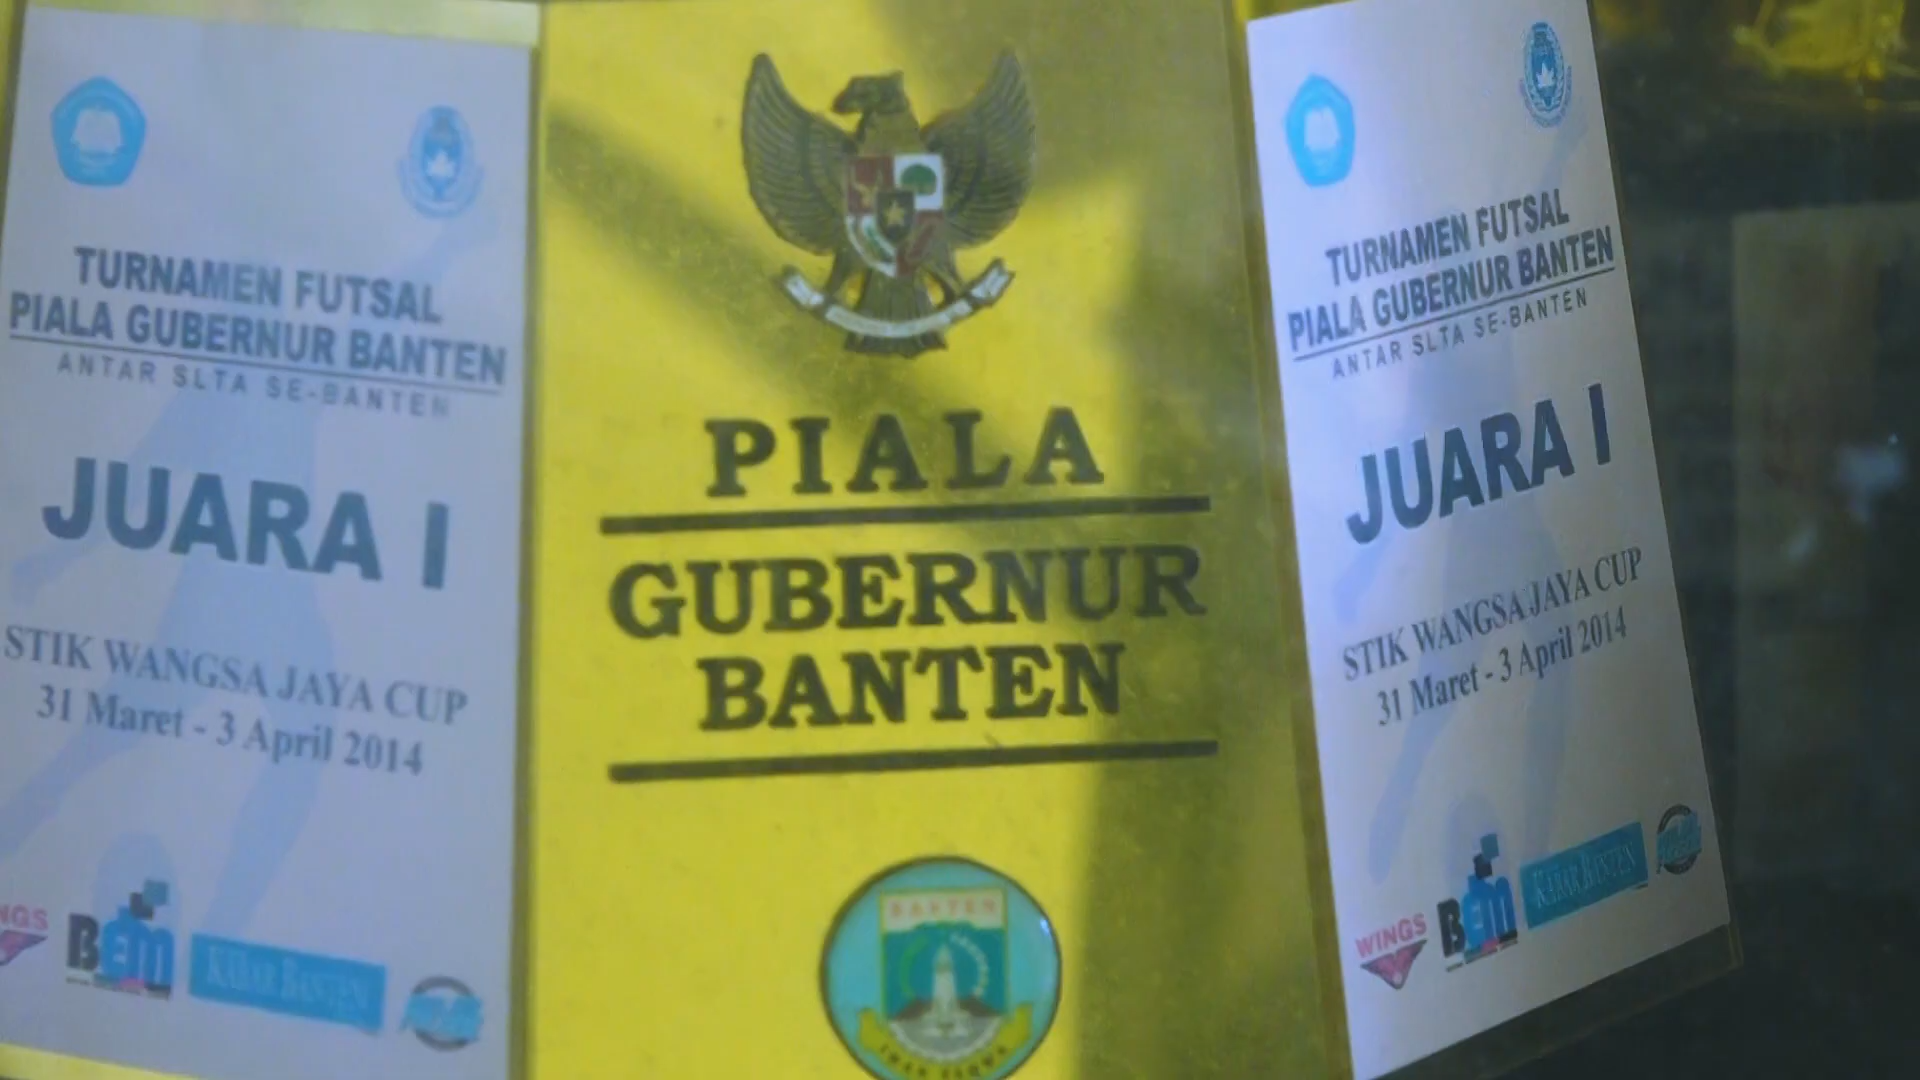 TURNAMEN FUTSAL
PIALA GUBERNUR BANTEN
ANTAR SLTA SE-BANTEN
JUARA I
STIK WANGSA JAYA CUP
31 Maret - 3 April 2014
BEM
KABAR BANTEN
PIALA
GUBERNUR
BANTEN
BANTEN
IMAN TAQWA
TURNAMEN FUTSAL
PIALA GUBERNUR BANTEN
ANTAR SLTA SE-BANTEN
JUARA I
STIK WANGSA JAYA CUP
31 Maret - 3 April 2014
WINGS
BEM
KABAR BANTEN